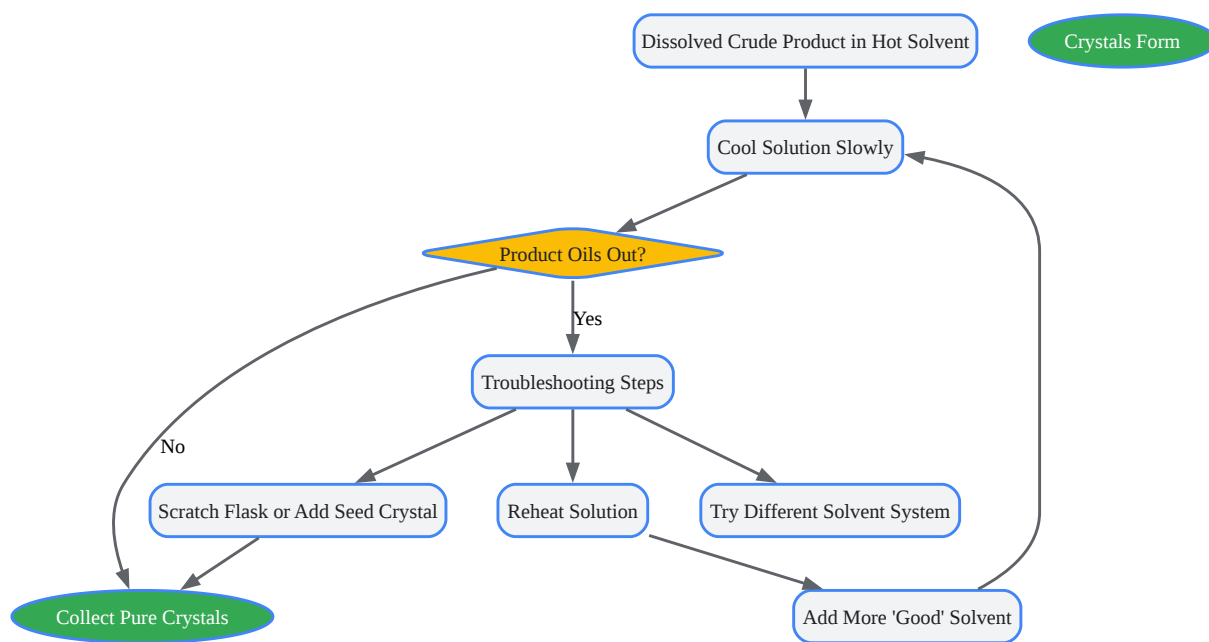 Dissolved Crude Product in Hot Solvent
Crystals Form
Cool Solution Slowly
Product Oils Out?
Yes
Troubleshooting Steps
No
Scratch Flask or Add Seed Crystal
Reheat Solution
Try Different Solvent System
Collect Pure Crystals
Add More 'Good' Solvent